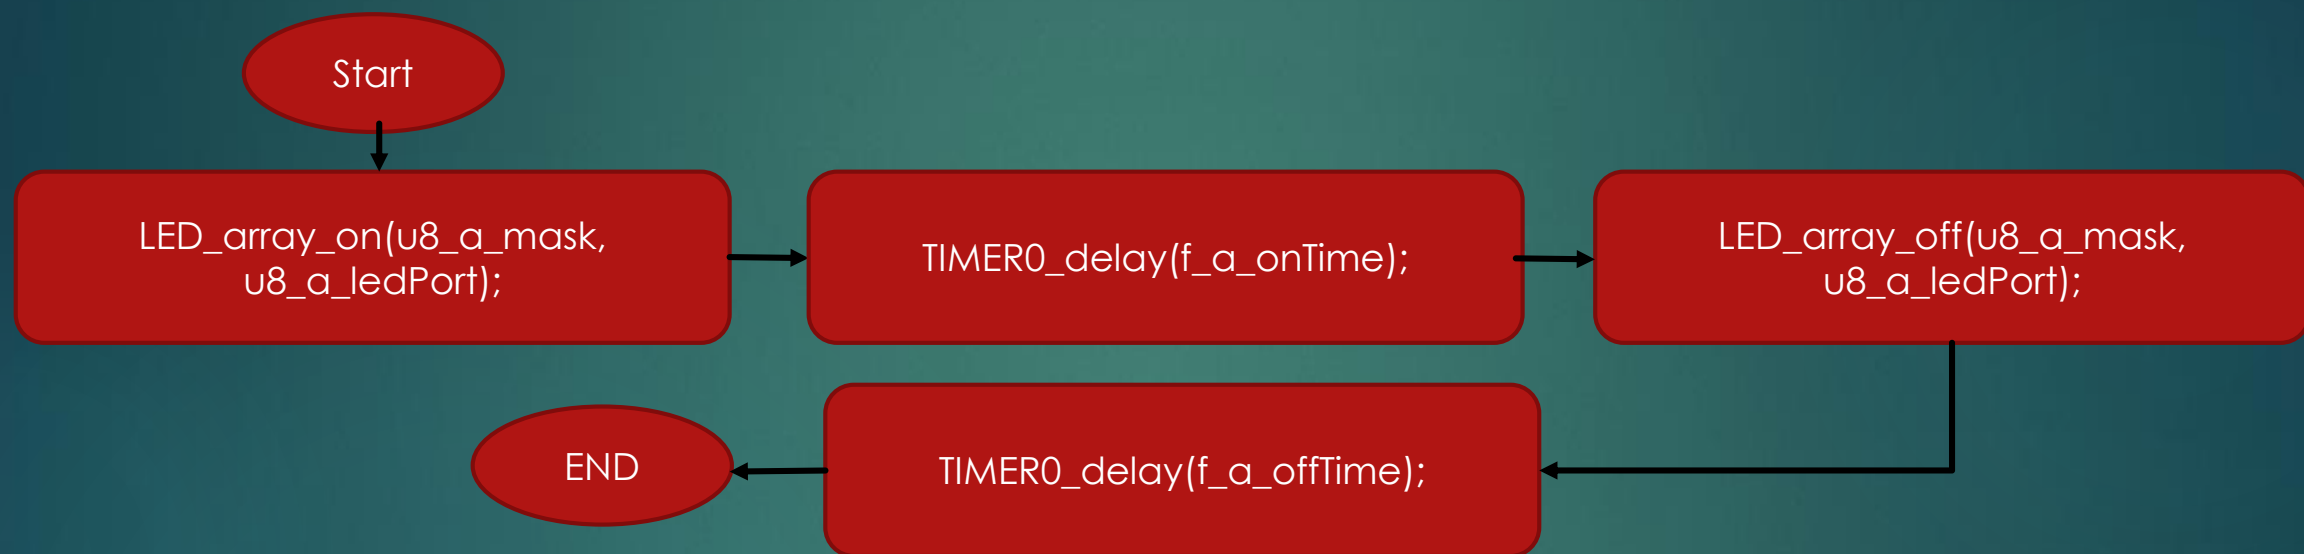 Start
LED_array_on(u8_a_mask,
u8_a_ledPort);
TIMER0_delay(f_a_onTime);
LED_array_off(u8_a_mask,
u8_a_ledPort);
TIMER0_delay(f_a_offTime);
END